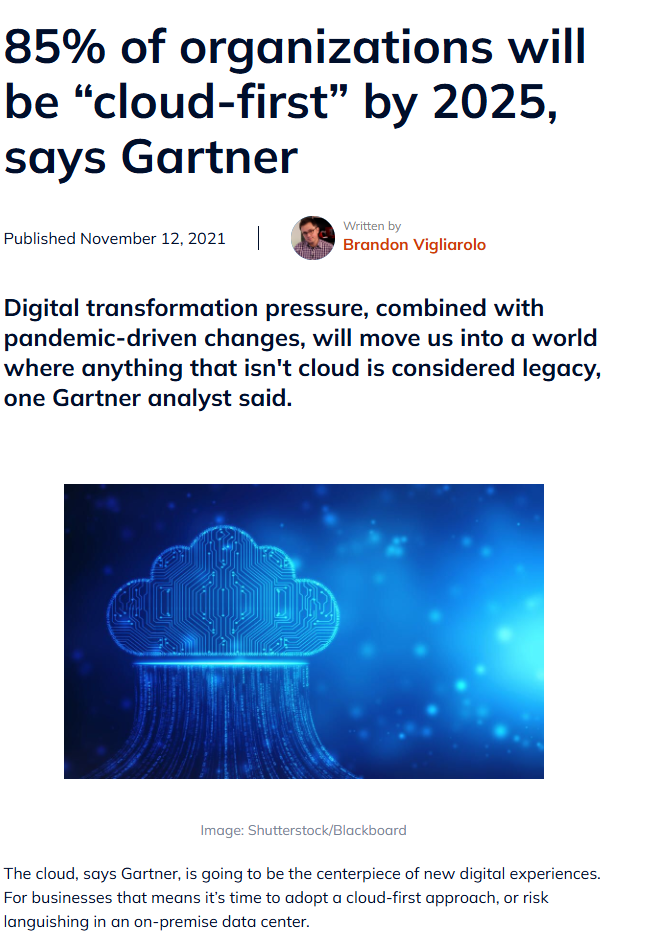 85% of organizations will
be “cloud-first” by 2025,
says Gartner
Published November 12, 2021
Written by
Brandon Vigliarolo
Digital transformation pressure, combined with
pandemic-driven changes, will move us into a world
where anything that isn't cloud is considered legacy,
one Gartner analyst said.
Image: Shutterstock/Blackboard
The cloud, says Gartner, is going to be the centerpiece of new digital experiences.
For businesses that means it’s time to adopt a cloud-first approach, or risk
languishing in an on-premise data center.